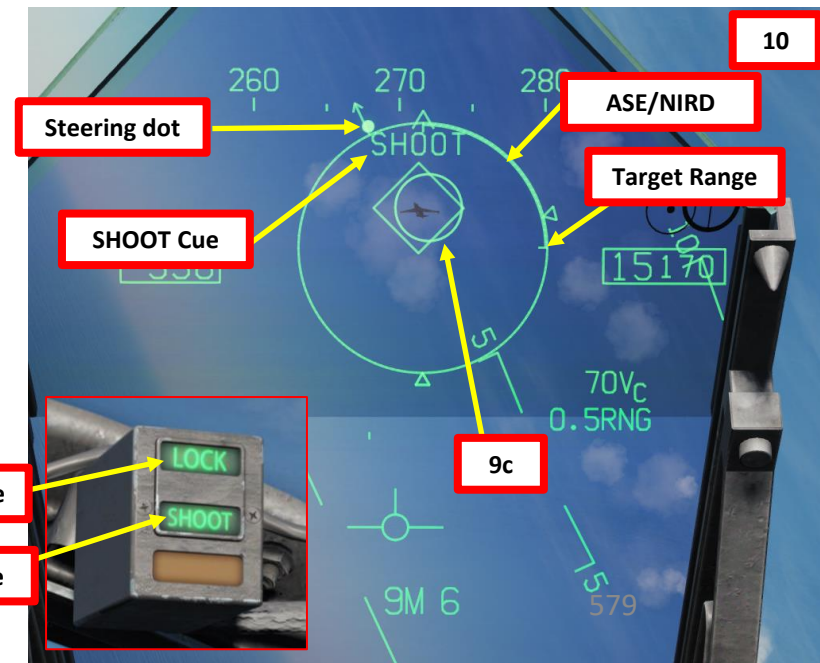 10
260 270 280
ASE/NIRD
Steering dot
SHOOT
Target Range
SHOOT Cue
15170
5
70Vc
0.5RNG
9c
LOCK
SHOOT
5
9M 6
579